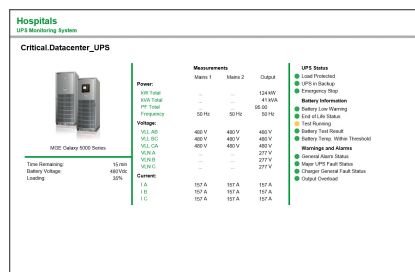 Hospitals
UPS Monitoring System
Critical.Datacenter_UPS
MGE Galaxy 5000 Series
Time Remaining: 15 min
Battery Voltage 480 Vdc
Loading 35%
Measurements
Mains 1 Mains 2 Output
Power:
kW Total ... ... 124 kW
KVA Total ... ... 41 kVA
PF Total ... ... 95.06
Frequency 50 Hz 50 Hz 50 Hz
Voltage:
VLL AB 480 V 480 V 480 V
VLL BC 480 V 480 V 480 V
VLL CA 480 V 480 V 480 V
VLN A ... ... 277 V
VLN B ... ... 277 V
VLN C ... ... 277 V
Current:
I A 157 A 157 A 157 A
I B 157 A 157 A 157 A
I C 157 A 157 A 157 A
UPS Status
Load Protected
UPS in Backup
Emergency Stop
Battery Information
Battery Low Warning
End of Life Status
Test Running
Battery Test Result
Battery Temp. Within Threshold
Warnings and Alarms
General Alarm Status
Major UPS Fault Status
Charger General Fault Status
Output Overload